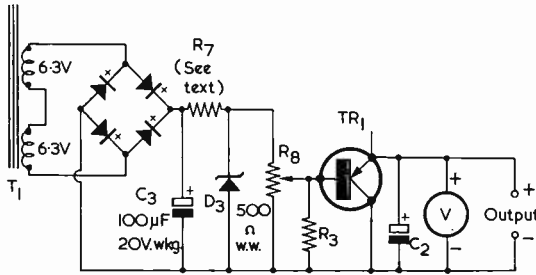 R7
(See
text)
6·3V
6·3V
T1
x
x
x
x
+
C3
100µF
20V.wkg
D3
R8
500
Ω
w.w.
R3
TR1
+
C2
+
V
−
+
Output
−